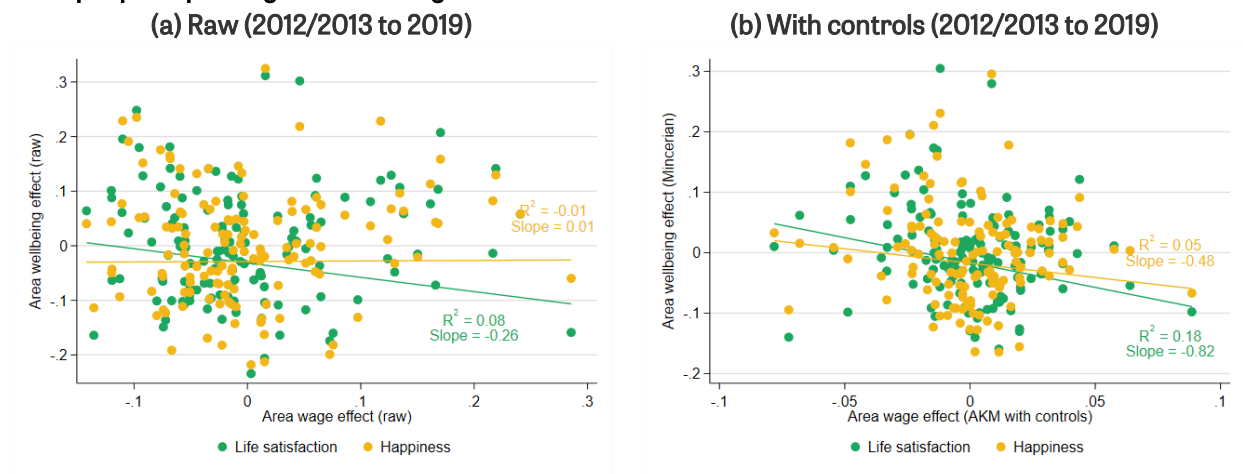 (a) Raw (2012/2013 to 2019)
(b) With controls (2012/2013 to 2019)
Area wellbeing effect (raw)
.3
.2
.1
0
-.1
-.2
R² = -0.01
Slope = 0.01
R² = 0.08
Slope = -0.26
-.1
0
.1
.2
.3
Area wage effect (raw)
Life satisfaction
Happiness
Area wellbeing effect (Mincerian)
.3
.2
.1
0
-.1
-.2
R² = 0.05
Slope = -0.48
R² = 0.18
Slope = -0.82
-.1
-.05
0
.05
.1
Area wage effect (AKM with controls)
Life satisfaction
Happiness